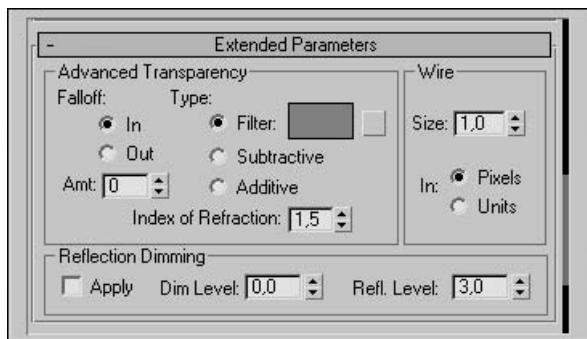 - Extended Parameters
Advanced Transparency
Falloff: Type:
In Filter:
Out Subtractive
Amt: 0 Additive
Index of Refraction: 1,5
Wire
Size: 1,0
In: Pixels
Units
Reflection Dimming
Apply Dim Level: 0,0 Refl. Level: 3,0